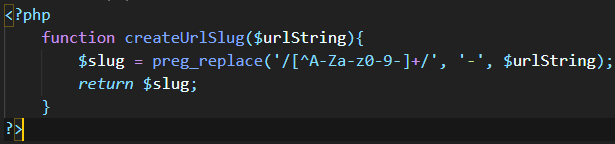 <?php
    function createUrlSlug($urlString){
        $slug = preg_replace('/[^A-Za-z0-9-]+/', '-', $urlString);
        return $slug;
    }
?>